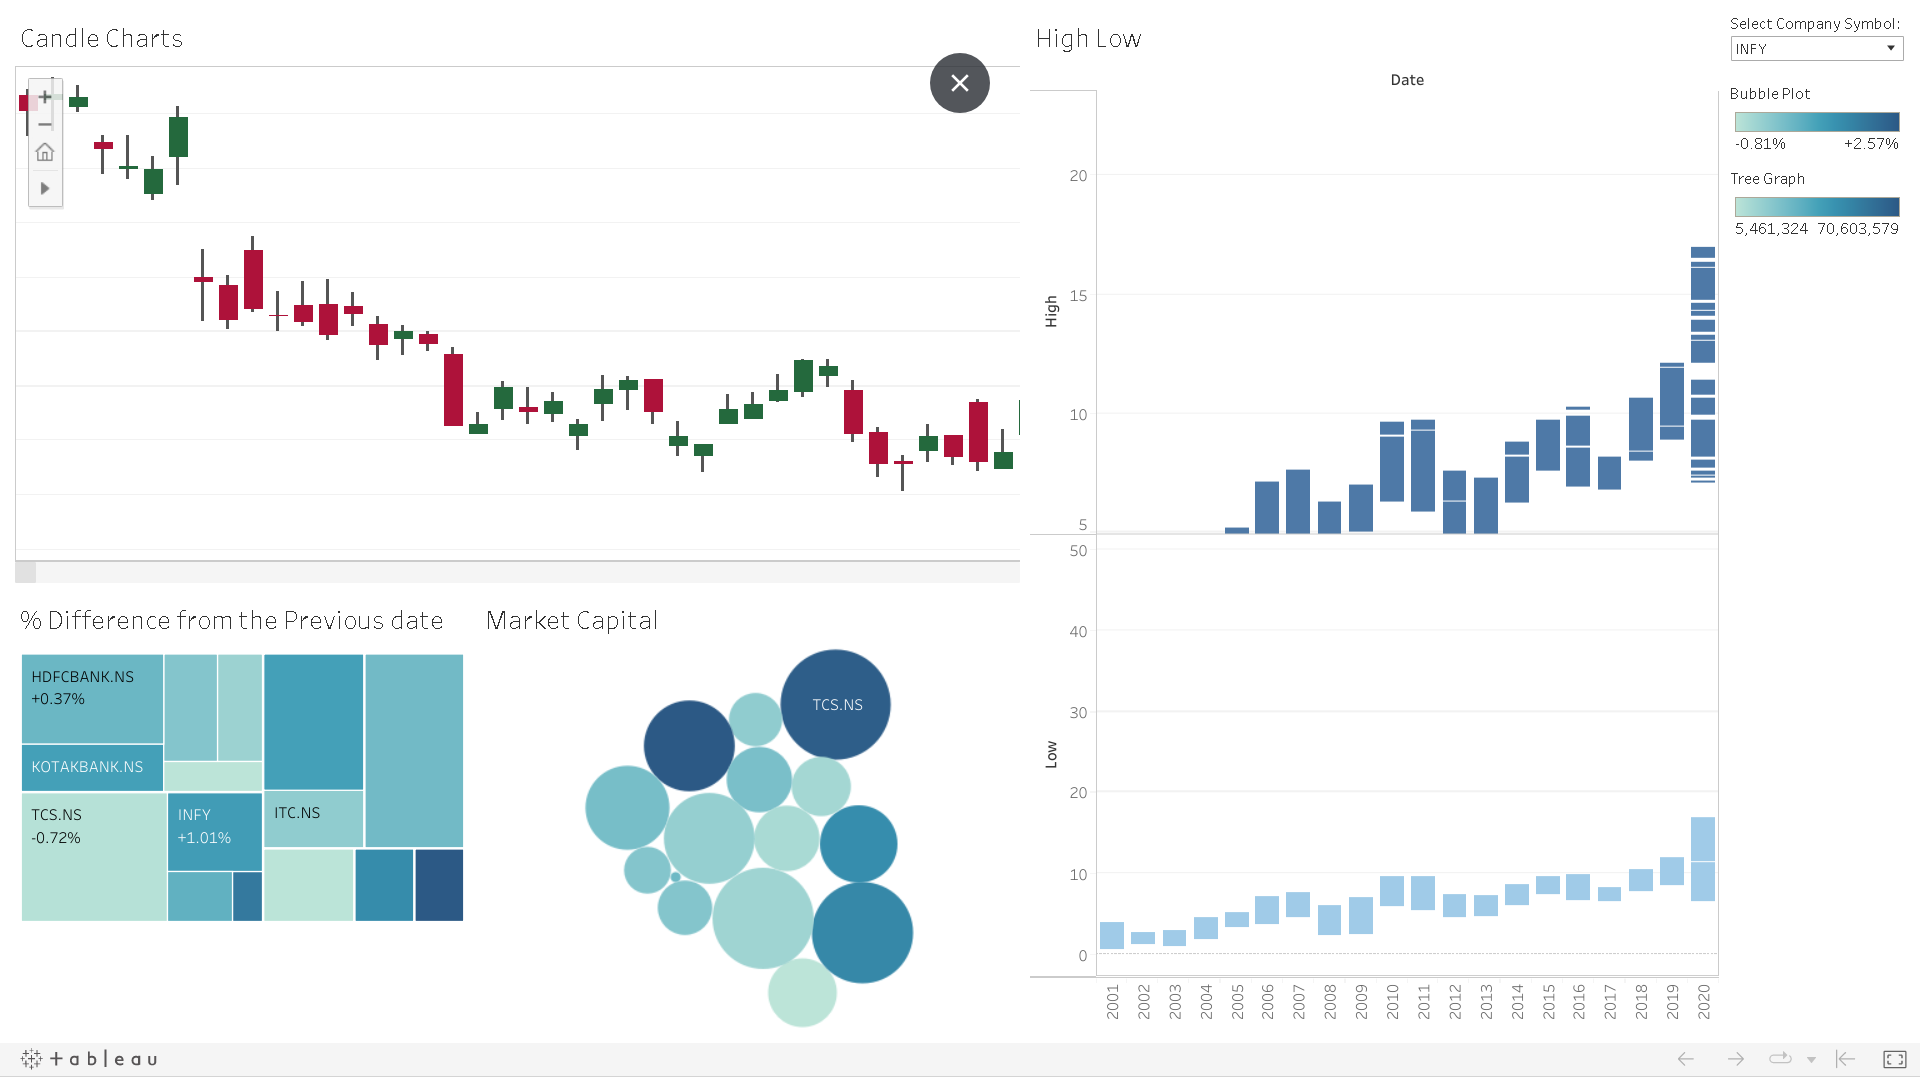 Candle Charts
High Low
Select Company Symbol:
INFY
Date
Bubble Plot
-0.81% +2.57%
Tree Graph
5,461,324 70,603,579
High
20
15
10
5
Low
50
40
30
20
10
0
2001 2002 2003 2004 2005 2006 2007 2008 2009 2010 2011 2012 2013 2014 2015 2016 2017 2018 2019 2020
% Difference from the Previous date
HDFCBANK.NS
+0.37%
KOTAKBANK.NS
TCS.NS
-0.72%
INFY
+1.01%
ITC.NS
Market Capital
TCS.NS
+ableau